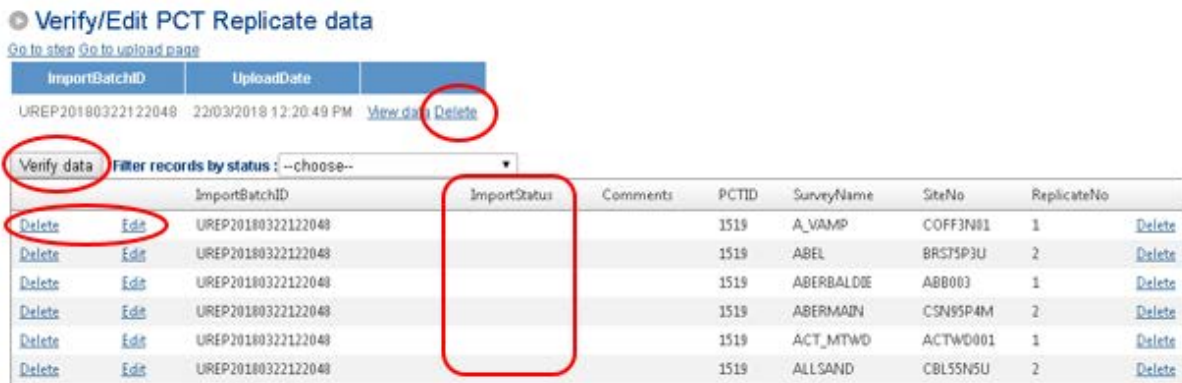 Verify/Edit PCT Replicate data
Go to step Go to upload page
ImportBatchID UploadDate
UREP20180322122048 22/03/2018 12:20:49 PM View data Delete
Verify data Filter records by status : --choose--
ImportBatchID ImportStatus Comments PCTID SurveyName SiteNo ReplicateNo
Delete Edit UREP20180322122048 1519 A_VAMP COFF3N01 1 Delete
Delete Edit UREP20180322122048 1519 ABEL BRS75P3U 2 Delete
Delete Edit UREP20180322122048 1519 ABERBALDIE ABB003 1 Delete
Delete Edit UREP20180322122048 1519 ABERMAIN CSN95P4M 2 Delete
Delete Edit UREP20180322122048 1519 ACT_MTWD ACTWD001 1 Delete
Delete Edit UREP20180322122048 1519 ALLSAND CBL55N5U 2 Delete